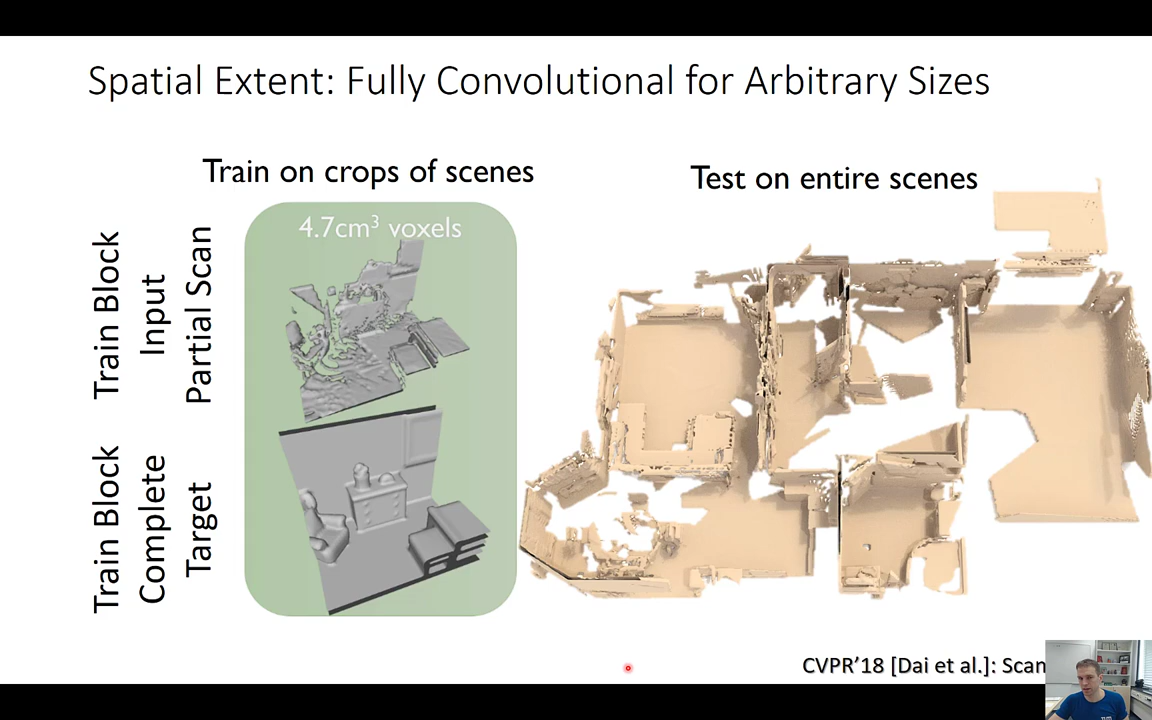 Spatial Extent: Fully Convolutional for Arbitrary Sizes
Train on crops of scenes
Test on entire scenes
4.7cm³ voxels
Train Block
Input
Partial Scan
Train Block
Complete
Target
CVPR'18 [Dai et al.]: Scan